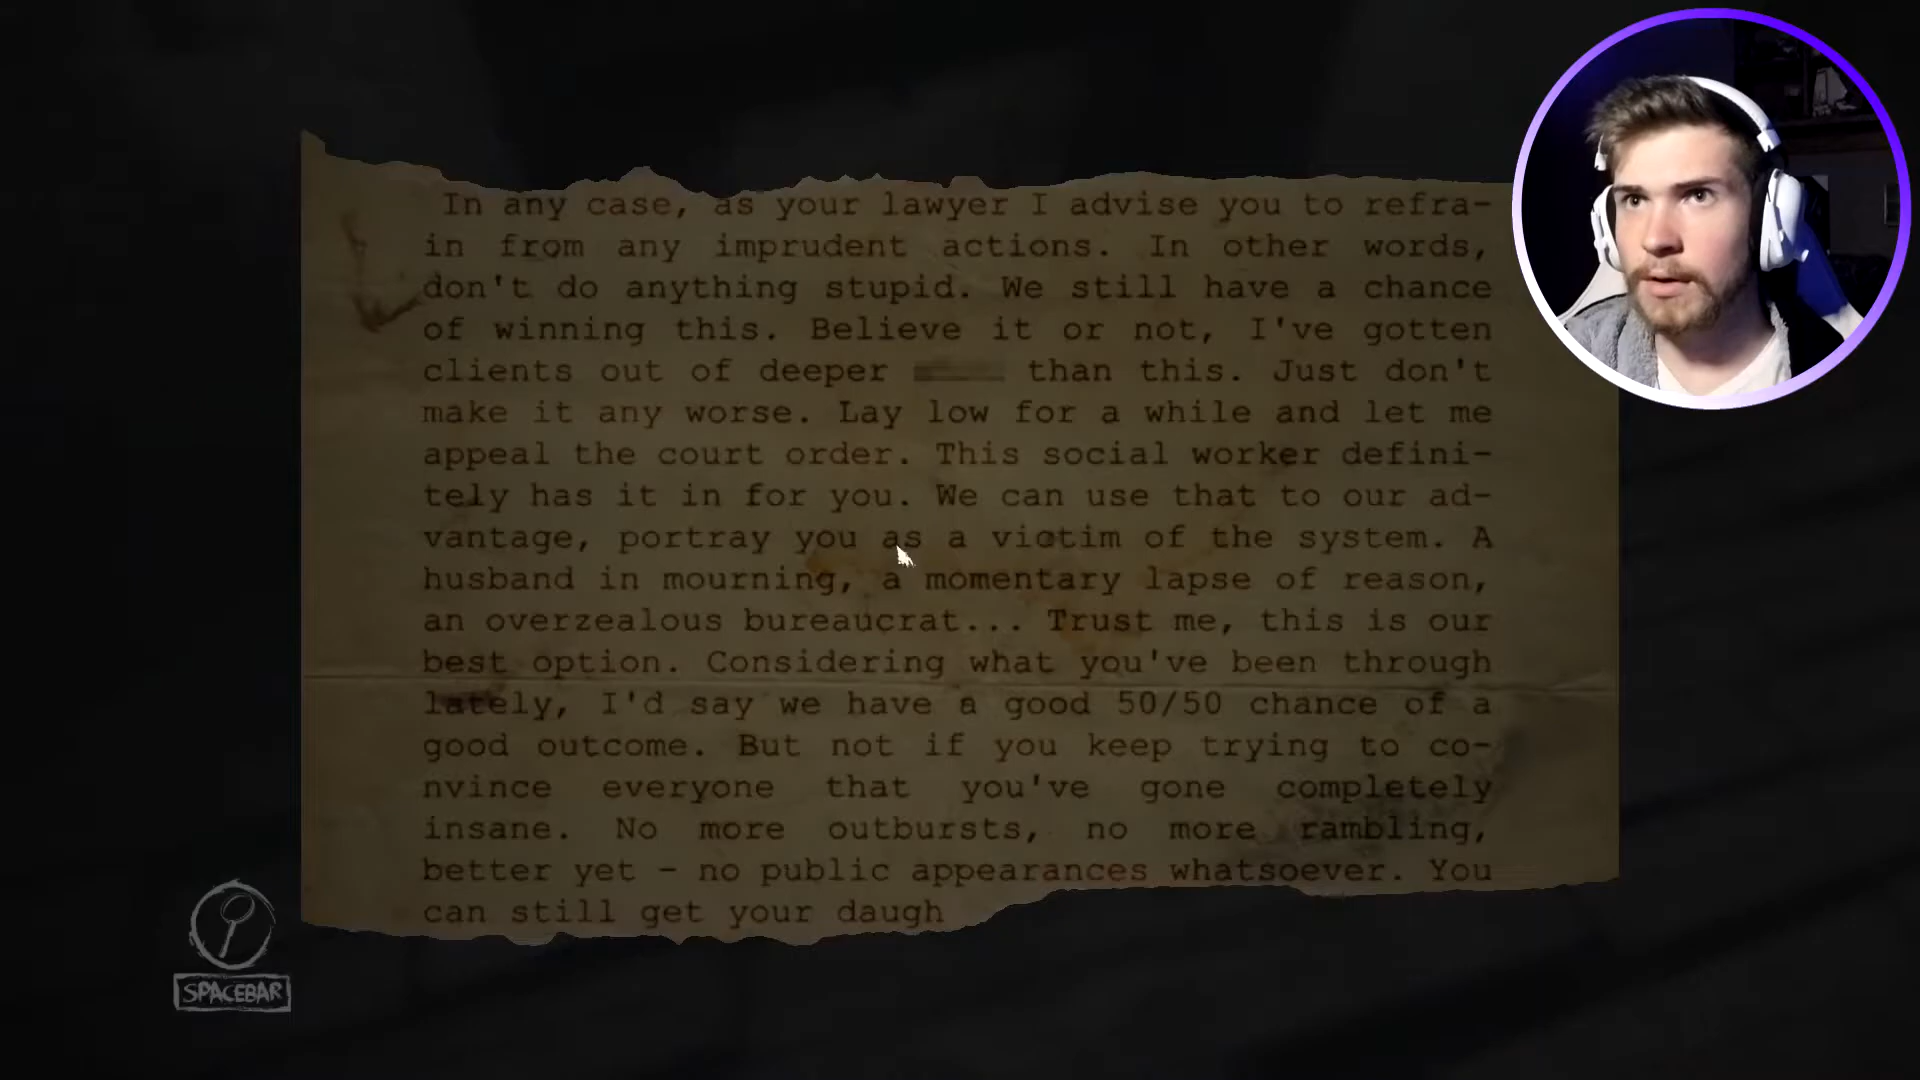 In any case, as your lawyer I advise you to refra-
in from any imprudent actions. In other words,
don't do anything stupid. We still have a chance
of winning this. Believe it or not, I've gotten
clients out of deeper than this. Just don't
make it any worse. Lay low for a while and let me
appeal the court order. This social worker defini-
tely has it in for you. We can use that to our ad-
vantage, portray you as a victim of the system. A
husband in mourning, a momentary lapse of reason,
an overzealous bureaucrat... Trust me, this is our
best option. Considering what you've been through
lately, I'd say we have a good 50/50 chance of a
good outcome. But not if you keep trying to co-
nvince everyone that you've gone completely
insane. No more outbursts, no more rambling,
better yet - no public appearances whatsoever. You
can still get your daugh
SPACEBAR